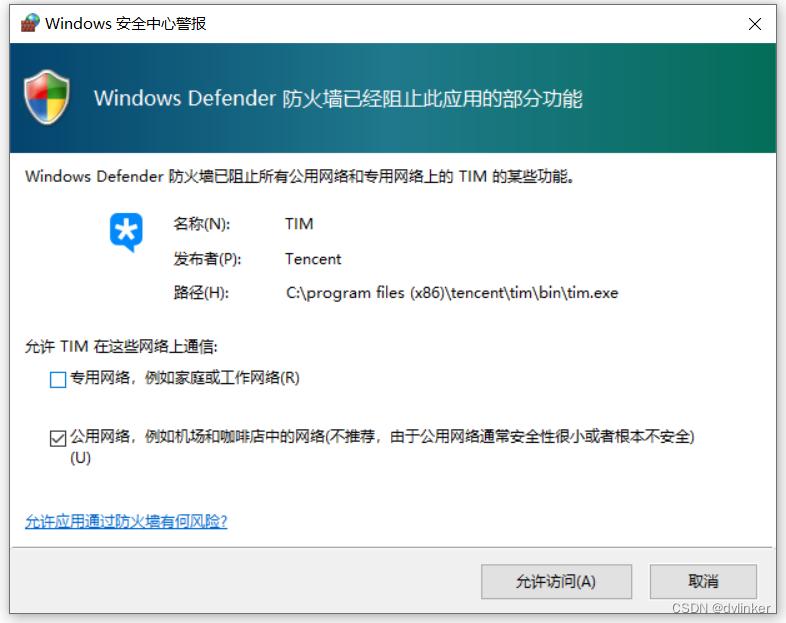 Windows 安全中心警报
Windows Defender 防火墙已经阻止此应用的部分功能
Windows Defender 防火墙已阻止所有公用网络和专用网络上的 TIM 的某些功能。
名称(N): TIM
发布者(P): Tencent
路径(H): C:\program files (x86)\tencent\tim\bin\tim.exe
允许 TIM 在这些网络上通信:
专用网络，例如家庭或工作网络(R)
公用网络，例如机场和咖啡店中的网络(不推荐，由于公用网络通常安全性很小或者根本不安全)
(U)
允许应用通过防火墙有何风险?
允许访问(A) 取消
CSDN @dvlinker